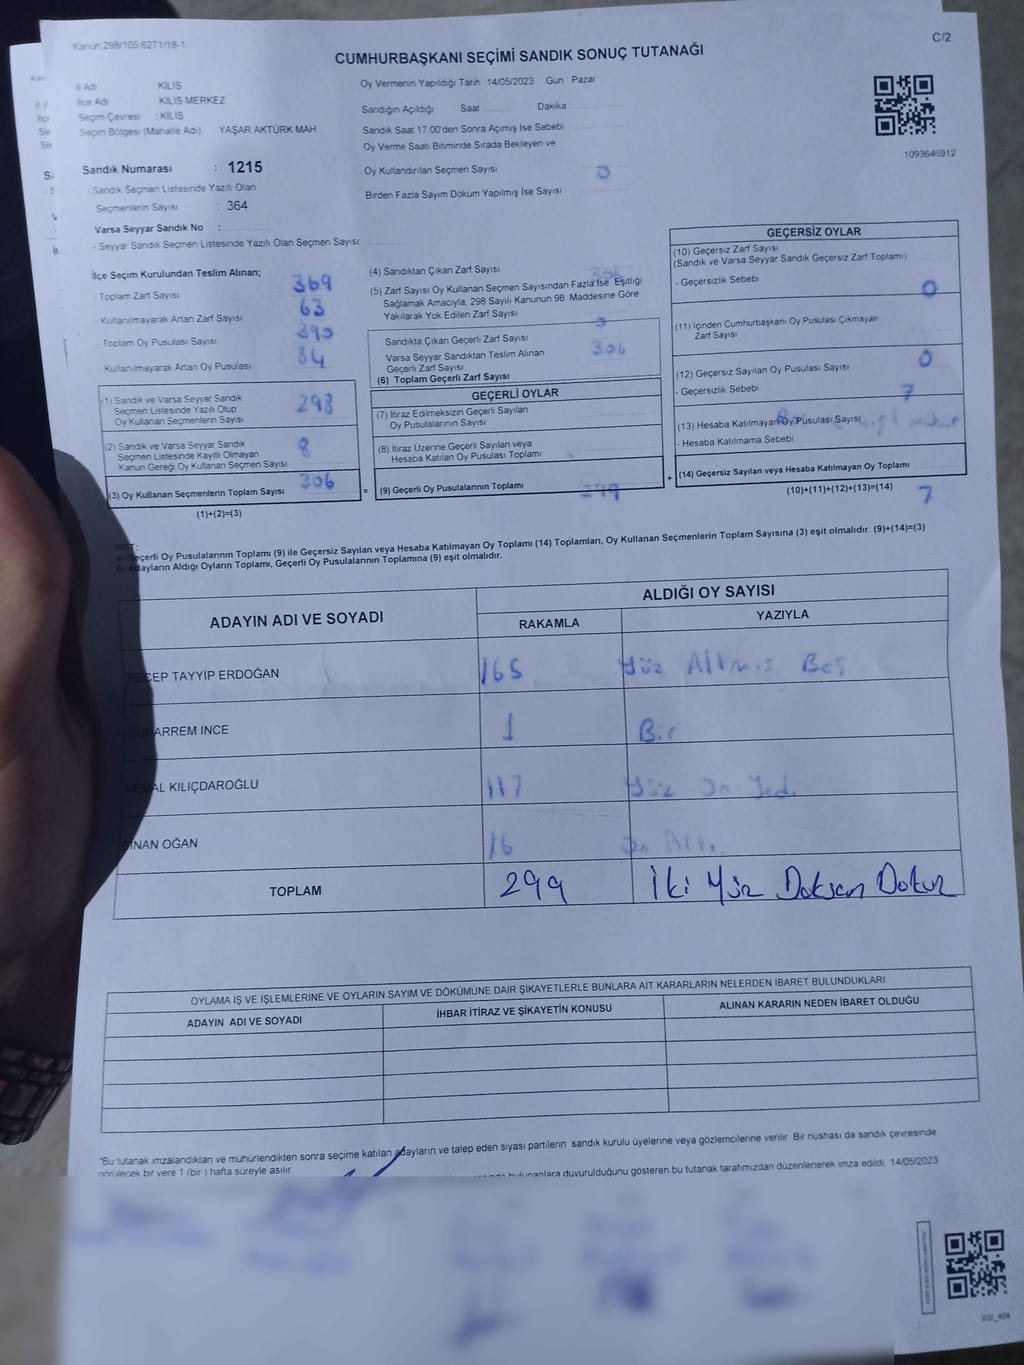 Kanun:298/105.6271/18-1
C/2
CUMHURBAŞKANI SEÇİMİ SANDIK SONUÇ TUTANAĞI
İl Adı KİLİS
İlçe Adı KİLİS MERKEZ
Seçim Çevresi : KİLİS
Seçim Bölgesi (Mahalle Adı) YAŞAR AKTÜRK MAH.
Sandık Numarası : 1215
- Sandık Seçmen Listesinde Yazılı Olan
Seçmenlerin Sayısı : 364
Varsa Seyyar Sandık No :
- Seyyar Sandık Seçmen Listesinde Yazılı Olan Seçmen Sayısı
Oy Vermenin Yapıldığı Tarih 14/05/2023 Gün Pazar
Sandığın Açıldığı Saat Dakika
Sandık Saat 17.00'den Sonra Açımış İse Sebebi
Oy Verme Saati Bitiminde Sırada Bekleyen ve
Oy Kullandırılan Seçmen Sayısı 0
Birden Fazla Sayım Döküm Yapılmış İse Sayısı
1093646912
İlçe Seçim Kurulundan Teslim Alınan;
- Toplam Zarf Sayısı 369
- Kullanılmayarak Artan Zarf Sayısı 63
- Toplam Oy Pusulası Sayısı 390
- Kullanılmayarak Artan Oy Pusulası 84
(1) Sandık ve Varsa Seyyar Sandık
Seçmen Listesinde Yazılı Olup
Oy Kullanan Seçmenlerin Sayısı 298
(2) Sandık ve Varsa Seyyar Sandık
Seçmen Listesinde Kayıtlı Olmayan
Kanun Gereği Oy Kullanan Seçmen Sayısı 8
(3) Oy Kullanan Seçmenlerin Toplam Sayısı 306
(1)+(2)=(3)
(4) Sandıktan Çıkan Zarf Sayısı 306
(5) Zarf Sayısı Oy Kullanan Seçmen Sayısından Fazla İse, Eşitliği
Sağlamak Amacıyla, 298 Sayılı Kanunun 98. Maddesine Göre
Yakılarak Yok Edilen Zarf Sayısı
Sandıkta Çıkan Geçerli Zarf Sayısı
Varsa Seyyar Sandıktan Teslim Alınan
Geçerli Zarf Sayısı 306
(6) Toplam Geçerli Zarf Sayısı
GEÇERLİ OYLAR
(7) İtiraz Edilmeksizin Geçerli Sayılan
Oy Pusulalarının Sayısı
(8) İtiraz Üzerine Geçerli Sayılan veya
Hesaba Katılan Oy Pusulası Toplamı
= (9) Geçerli Oy Pusulalarının Toplamı 299
GEÇERSİZ OYLAR
(10) Geçersiz Zarf Sayısı
(Sandık ve Varsa Seyyar Sandık Geçersiz Zarf Toplamı)
- Geçersizlik Sebebi 0
(11) İçinden Cumhurbaşkanı Oy Pusulası Çıkmayan
Zarf Sayısı 0
(12) Geçersiz Sayılan Oy Pusulası Sayısı
- Geçersizlik Sebebi 7
(13) Hesaba Katılmayan Oy Pusulası Sayısı
- Hesaba Katılmama Sebebi
+ (14) Geçersiz Sayılan veya Hesaba Katılmayan Oy Toplamı
(10)+(11)+(12)+(13)=(14) 7
NOT:
Geçerli Oy Pusulalarının Toplamı (9) ile Geçersiz Sayılan veya Hesaba Katılmayan Oy Toplamı (14) Toplamları, Oy Kullanan Seçmenlerin Toplam Sayısına (3) eşit olmalıdır. (9)+(14)=(3)
Adayların Aldığı Oyların Toplamı, Geçerli Oy Pusulalarının Toplamına (9) eşit olmalıdır.
ADAYIN ADI VE SOYADI ALDIĞI OY SAYISI
RAKAMLA YAZIYLA
RECEP TAYYİP ERDOĞAN 165 Yüz Altmış Beş
MUHARREM İNCE 1 Bir
KEMAL KILIÇDAROĞLU 117 Yüz On Yedi
SİNAN OĞAN 16 On Altı
TOPLAM 299 İki Yüz Doksan Dokuz
OYLAMA İŞ VE İŞLEMLERİNE VE OYLARIN SAYIM VE DÖKÜMÜNE DAİR ŞİKAYETLERLE BUNLARA AİT KARARLARIN NELERDEN İBARET BULUNDUKLARI
ADAYIN ADI VE SOYADI İHBAR İTİRAZ VE ŞİKAYETİN KONUSU ALINAN KARARIN NEDEN İBARET OLDUĞU
*Bu tutanak imzalandıktan ve mühürlendikten sonra seçime katılan adayların ve talep eden siyasi partilerin sandık kurulu üyelerine veya gözlemcilerine verilir. Bir nüshası da sandık çevresinde
görülecek bir yere 1 (bir) hafta süreyle asılır. bulunanlara duyurulduğunu gösteren bu tutanak tarafımızdan düzenlenerek imza edildi. 14/05/2023